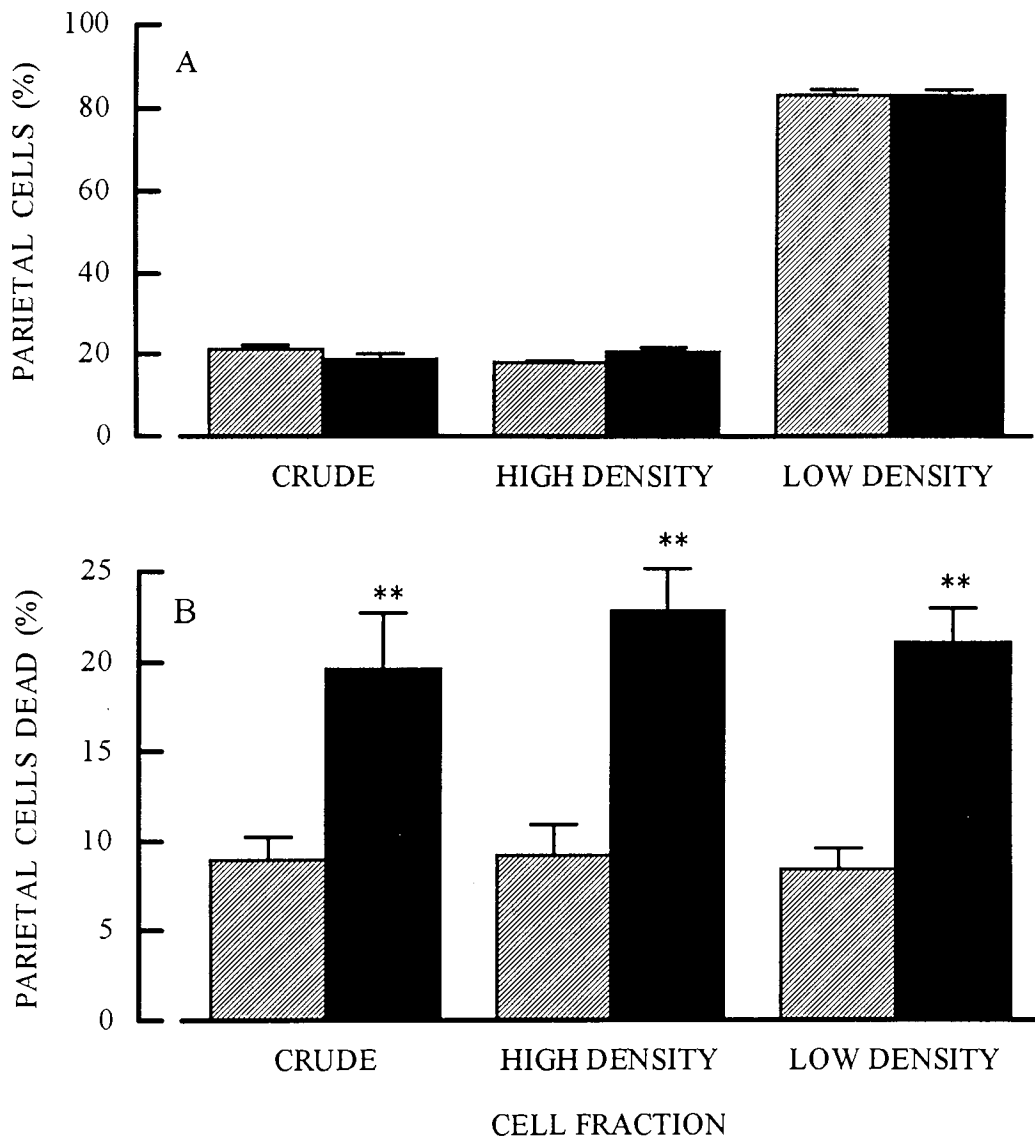 100
80
60
40
20
0
PARIETAL CELLS (%)
A
CRUDE
HIGH DENSITY
LOW DENSITY
25
20
15
10
5
0
PARIETAL CELLS DEAD (%)
B
**
**
**
CRUDE
HIGH DENSITY
LOW DENSITY
CELL FRACTION